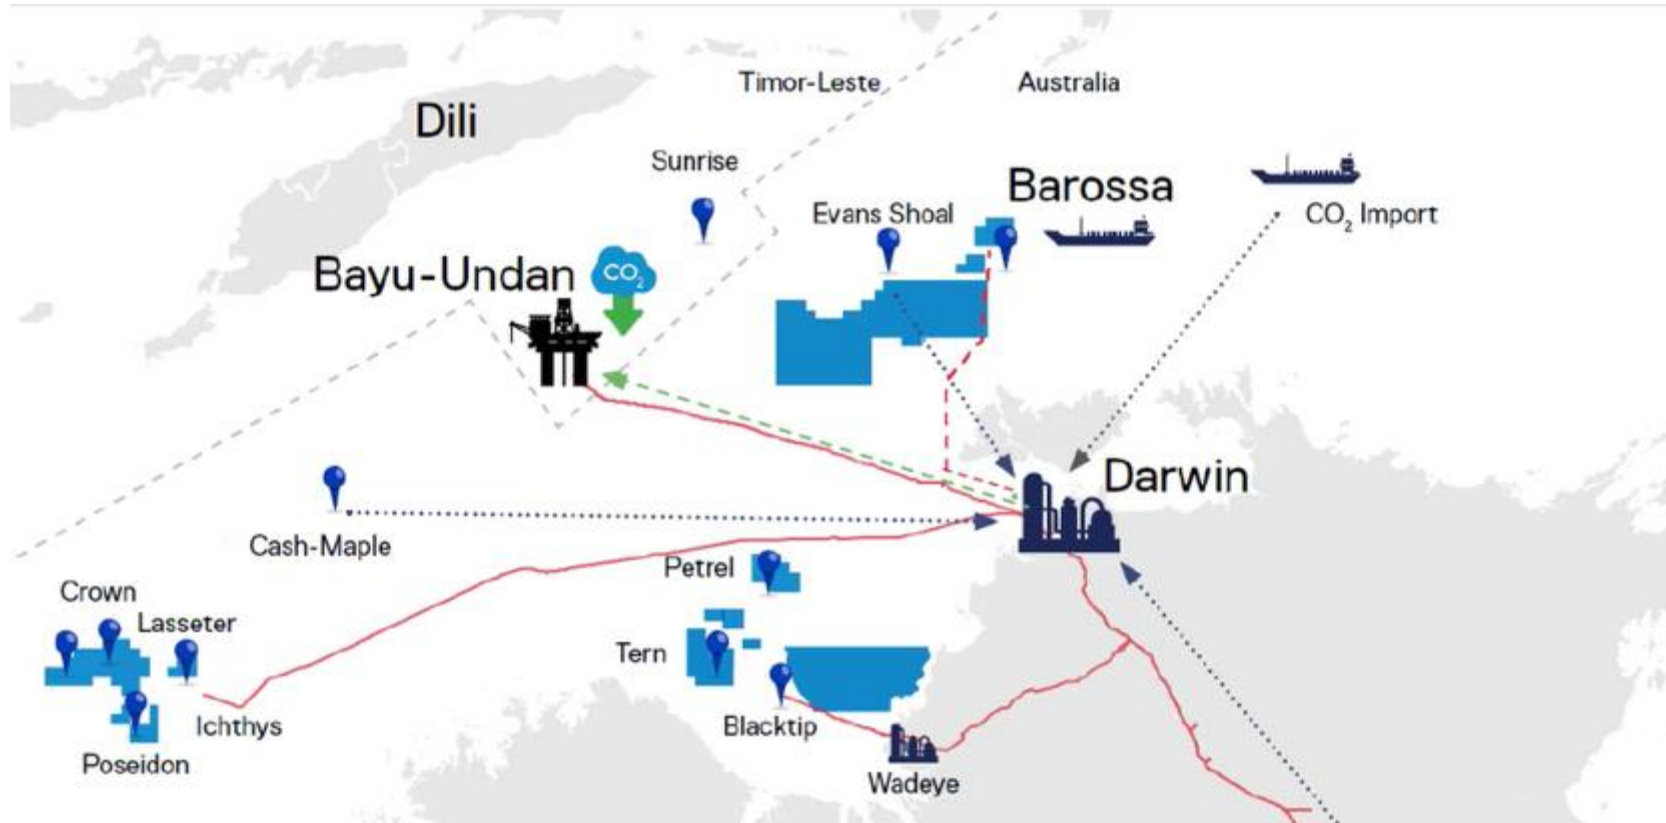 Timor-Leste
Australia
Dili
Sunrise
Barossa
Evans Shoal
CO₂ Import
Bayu-Undan
CO₂
Darwin
Cash-Maple
Petrel
Crown
Lasseter
Tern
Ichthys
Blacktip
Poseidon
Wadeye